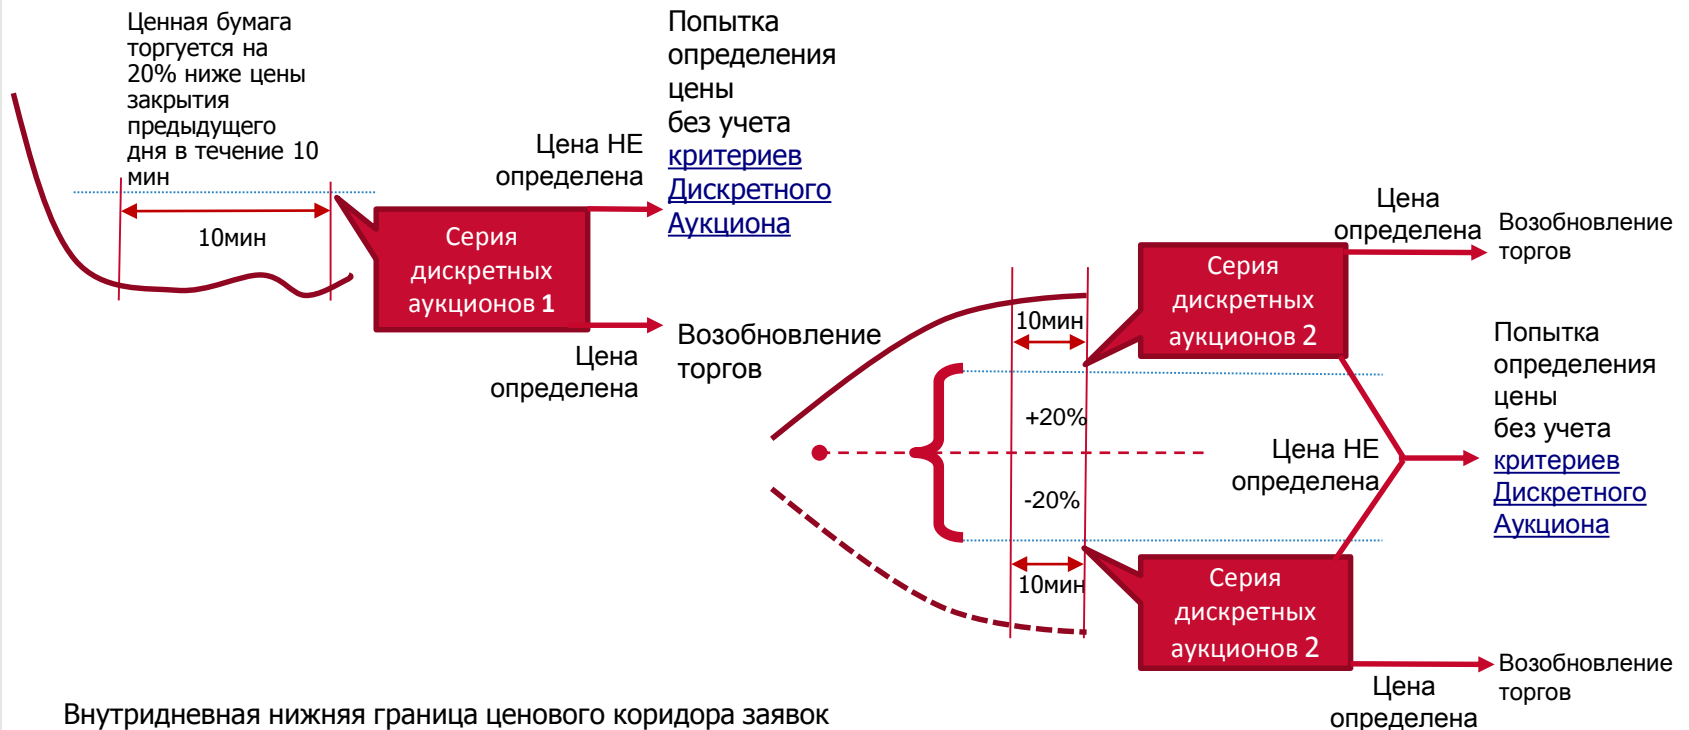 Ценная бумага
торгуется на
20% ниже цены
закрытия
предыдущего
дня в течение 10
мин
10мин
Цена НЕ
определена
Серия
дискретных
аукционов 1
Цена
определена
Попытка
определения
цены
без учета
критериев
Дискретного
Аукциона
Возобновление
торгов
10мин
+20%
-20%
10мин
Серия
дискретных
аукционов 2
Цена
определена
Возобновление
торгов
Цена НЕ
определена
Попытка
определения
цены
без учета
критериев
Дискретного
Аукциона
Серия
дискретных
аукционов 2
Цена
определена
Возобновление
торгов
Внутридневная нижняя граница ценового коридора заявок